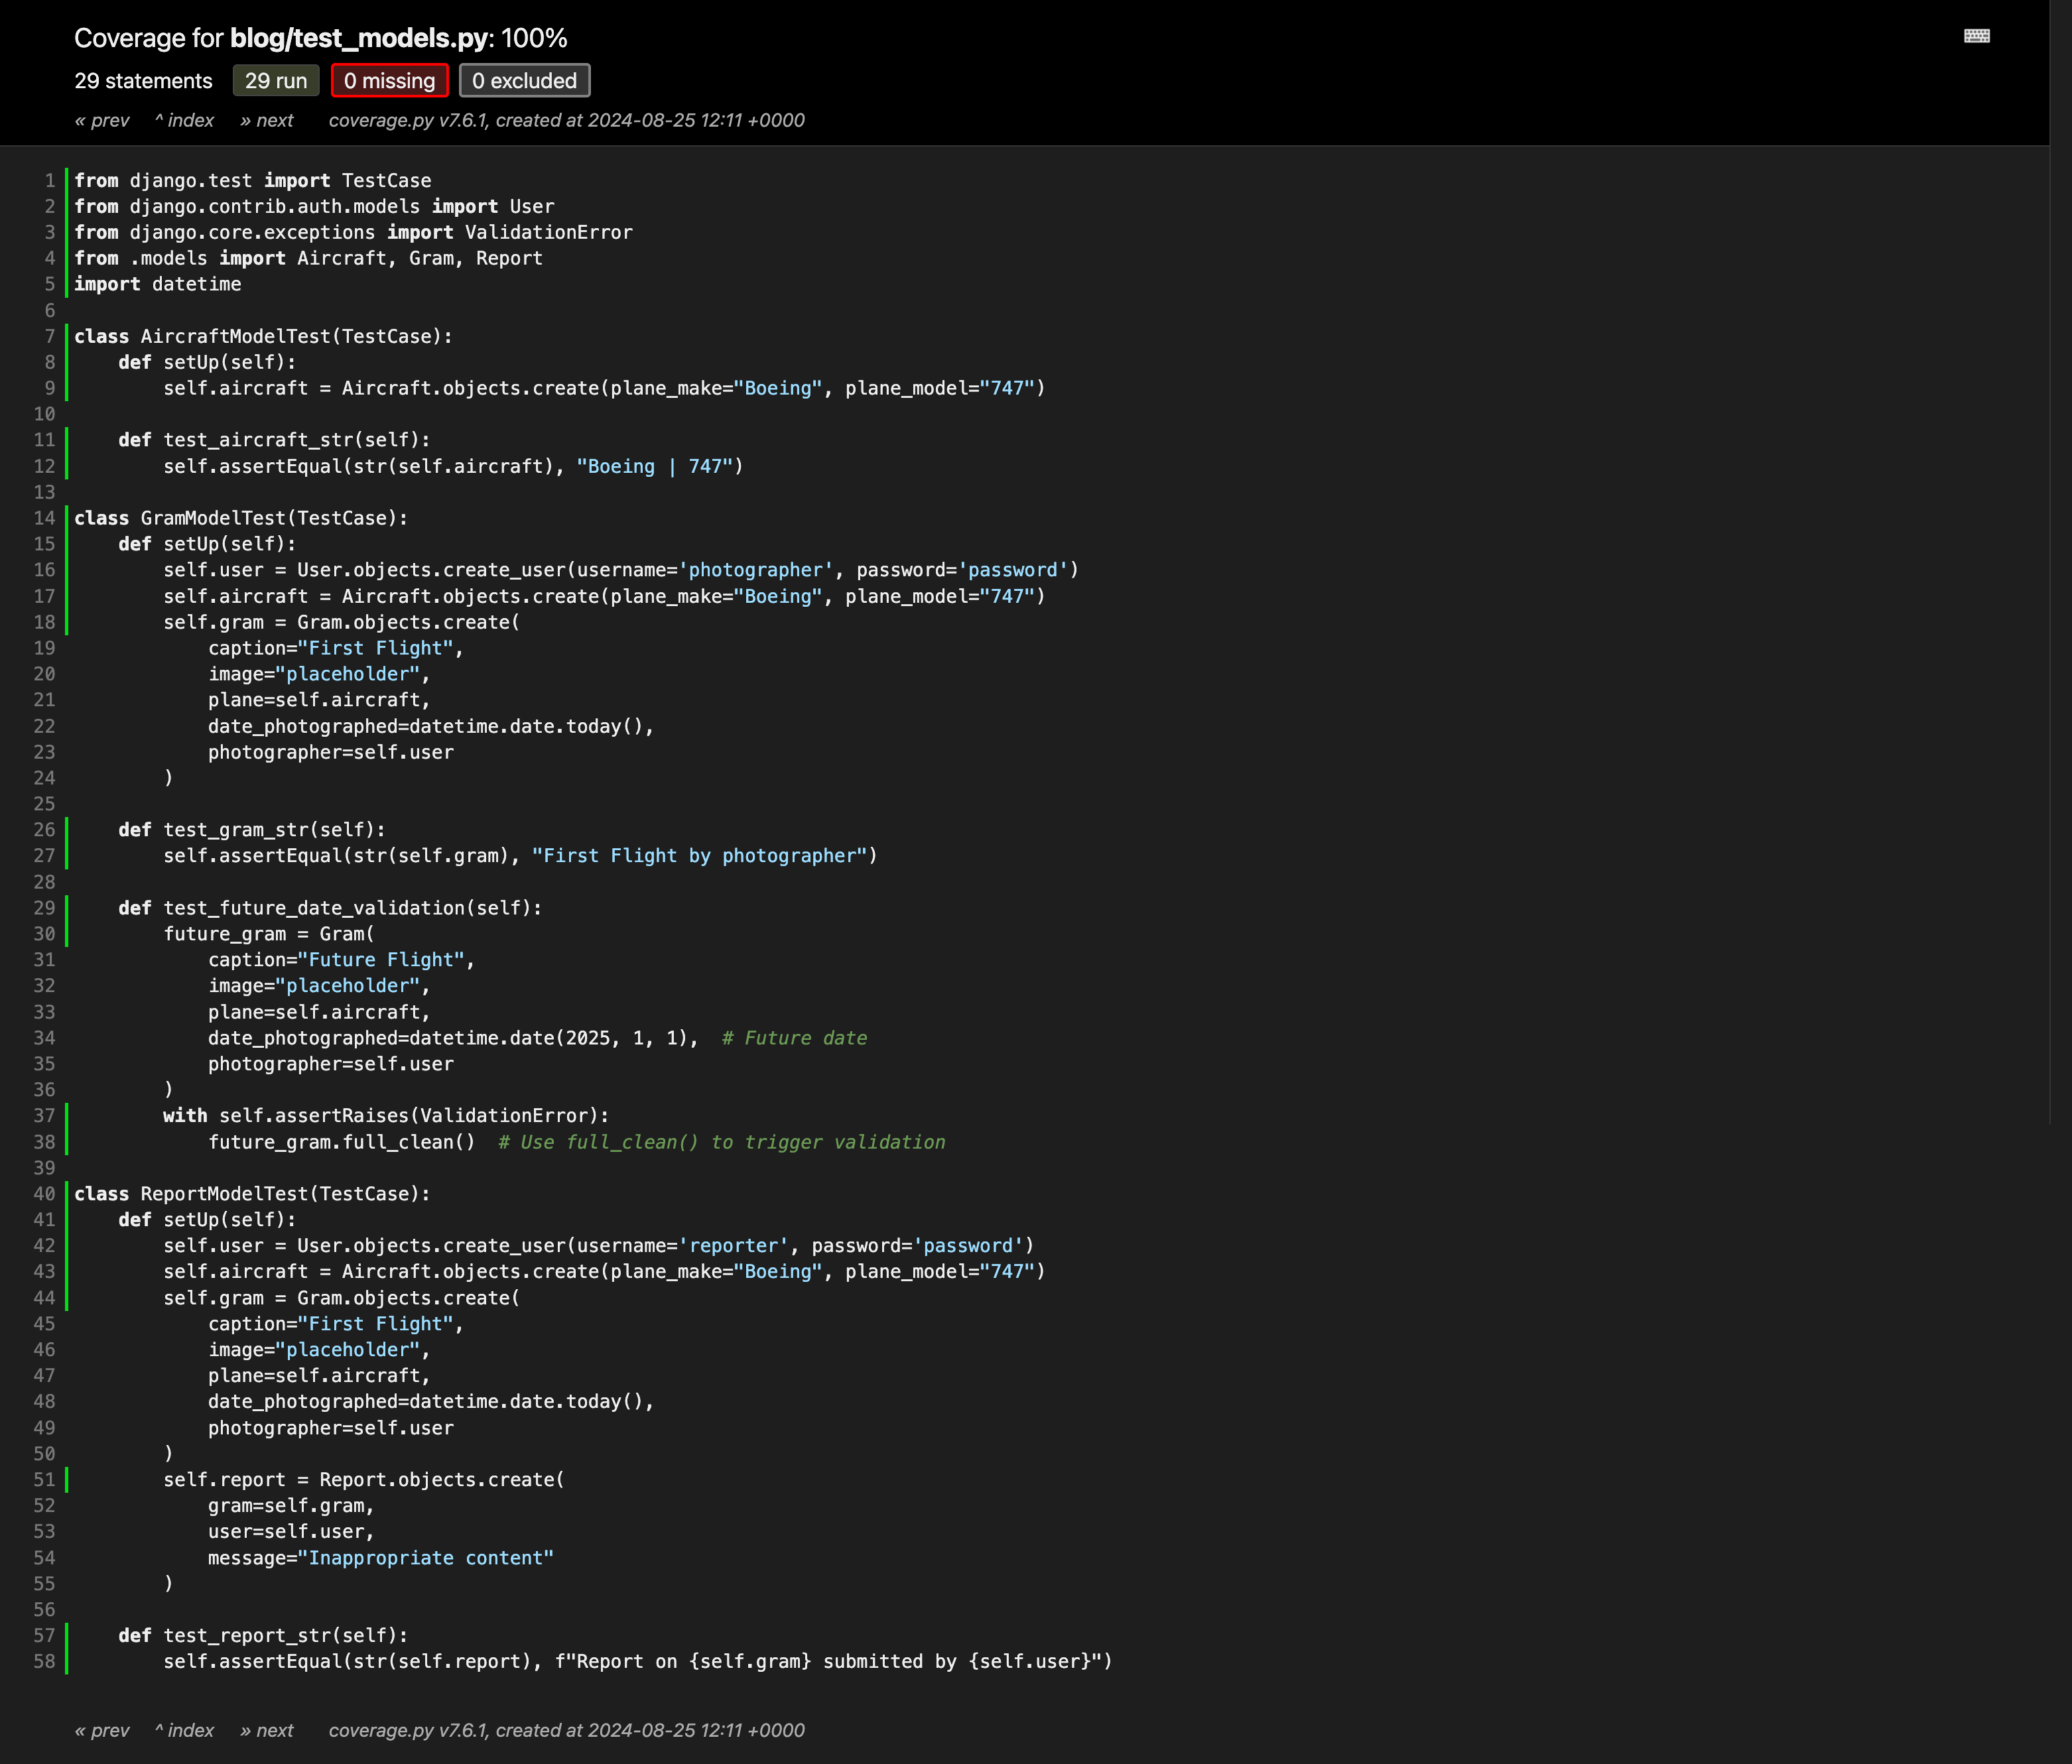 Coverage for blog/test_models.py: 100%
29 statements 29 run 0 missing 0 excluded
« prev ^ index » next coverage.py v7.6.1, created at 2024-08-25 12:11 +0000
1 from django.test import TestCase
2 from django.contrib.auth.models import User
3 from django.core.exceptions import ValidationError
4 from .models import Aircraft, Gram, Report
5 import datetime
6
7 class AircraftModelTest(TestCase):
8     def setUp(self):
9         self.aircraft = Aircraft.objects.create(plane_make="Boeing", plane_model="747")
10
11     def test_aircraft_str(self):
12         self.assertEqual(str(self.aircraft), "Boeing | 747")
13
14 class GramModelTest(TestCase):
15     def setUp(self):
16         self.user = User.objects.create_user(username='photographer', password='password')
17         self.aircraft = Aircraft.objects.create(plane_make="Boeing", plane_model="747")
18         self.gram = Gram.objects.create(
19             caption="First Flight",
20             image="placeholder",
21             plane=self.aircraft,
22             date_photographed=datetime.date.today(),
23             photographer=self.user
24         )
25
26     def test_gram_str(self):
27         self.assertEqual(str(self.gram), "First Flight by photographer")
28
29     def test_future_date_validation(self):
30         future_gram = Gram(
31             caption="Future Flight",
32             image="placeholder",
33             plane=self.aircraft,
34             date_photographed=datetime.date(2025, 1, 1),  # Future date
35             photographer=self.user
36         )
37         with self.assertRaises(ValidationError):
38             future_gram.full_clean()  # Use full_clean() to trigger validation
39
40 class ReportModelTest(TestCase):
41     def setUp(self):
42         self.user = User.objects.create_user(username='reporter', password='password')
43         self.aircraft = Aircraft.objects.create(plane_make="Boeing", plane_model="747")
44         self.gram = Gram.objects.create(
45             caption="First Flight",
46             image="placeholder",
47             plane=self.aircraft,
48             date_photographed=datetime.date.today(),
49             photographer=self.user
50         )
51         self.report = Report.objects.create(
52             gram=self.gram,
53             user=self.user,
54             message="Inappropriate content"
55         )
56
57     def test_report_str(self):
58         self.assertEqual(str(self.report), f"Report on {self.gram} submitted by {self.user}")
« prev ^ index » next coverage.py v7.6.1, created at 2024-08-25 12:11 +0000